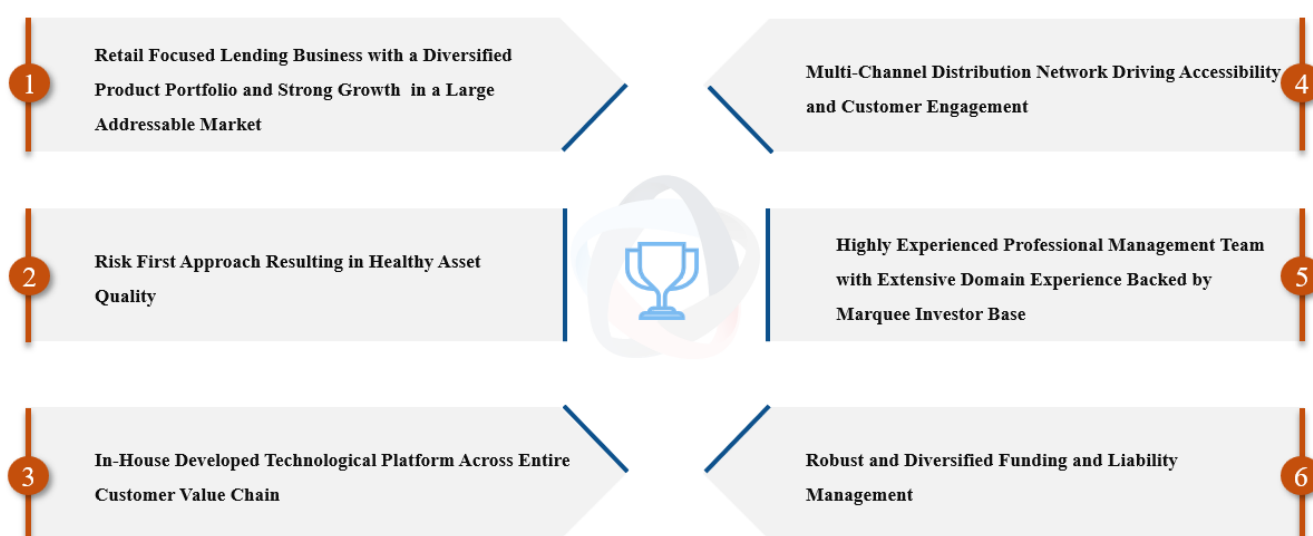 1
Retail Focused Lending Business with a Diversified
Product Portfolio and Strong Growth in a Large
Addressable Market
2
Risk First Approach Resulting in Healthy Asset
Quality
3
In-House Developed Technological Platform Across Entire
Customer Value Chain
4
Multi-Channel Distribution Network Driving Accessibility
and Customer Engagement
5
Highly Experienced Professional Management Team
with Extensive Domain Experience Backed by
Marquee Investor Base
6
Robust and Diversified Funding and Liability
Management